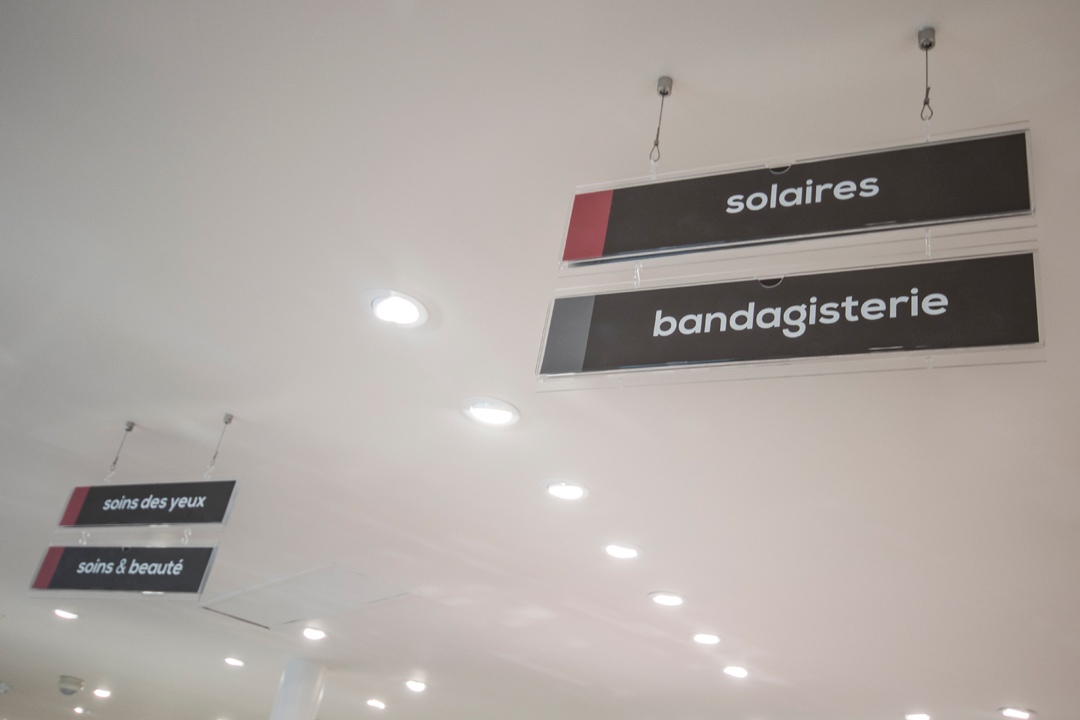 solaires
bandagisterie
soins des yeux
soins & beauté